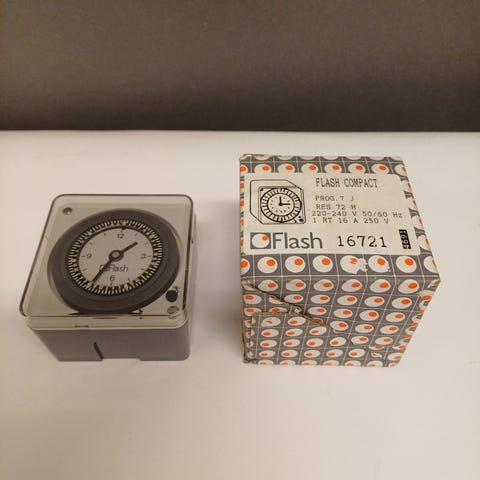 12
9
3
Flash
6
FLASH COMPACT
PROG. 7 J
RES 72 H
220-240 V 50/60 Hz
1 RT 16 A 250 V
Flash 16721